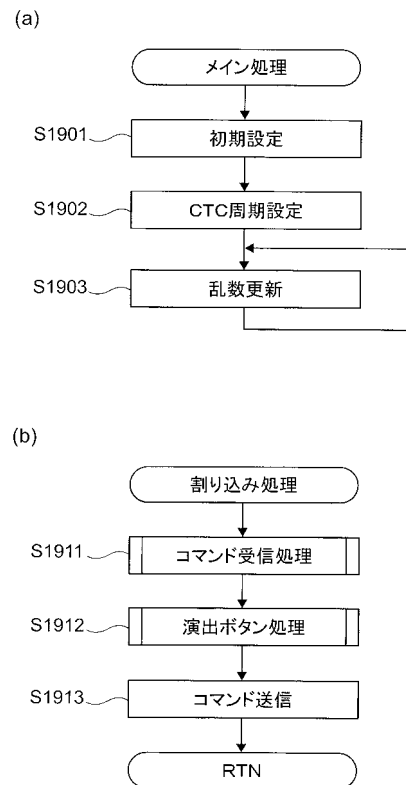 (a)
メイン処理
S1901
初期設定
S1902
CTC周期設定
S1903
乱数更新
(b)
割り込み処理
S1911
コマンド受信処理
S1912
演出ボタン処理
S1913
コマンド送信
RTN